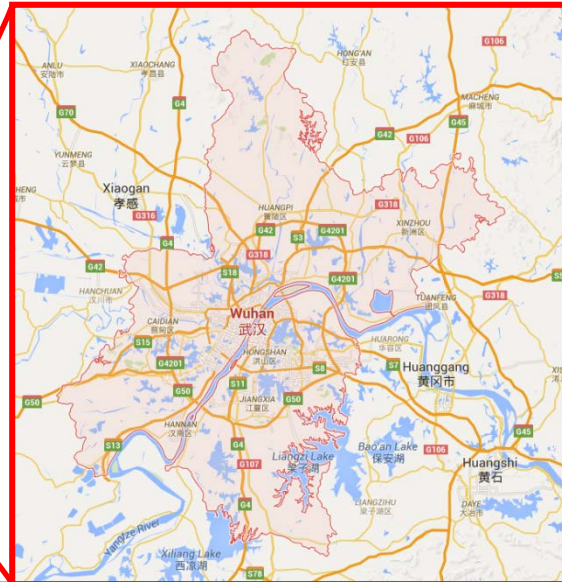 HONG'AN
红安县
G106
ANLU
安陆市
XIAOCHANG
孝昌县
G4
MACHENG
麻城市
G70
G45
G42
G106
YUNMENG
云梦县
Xiaogan
孝感
HUANGPI
黄陂区
G318
G316
G42
S3
G4201
XINZHOU
新洲区
G4
G318
G42
S18
G4201
HANCHUAN
汉川市
TUANFENG
团风县
G318
Wuhan
武汉
CAIDIAN
蔡甸区
S15
HUARONG
华容区
HONGSHAN
洪山区
G4201
S8
S7
Huanggang
黄冈市
G50
S11
G50
JIANGXIA
江夏区
G50
HANNAN
汉南区
G45
S13
G4
Bao'an Lake
保安湖
G106
Liangzi Lake
梁子湖
G107
Huangshi
黄石
G4
LIANGZIHU
梁子湖区
DAYE
大冶市
Yangtze River
Xiliang Lake
西凉湖
S78